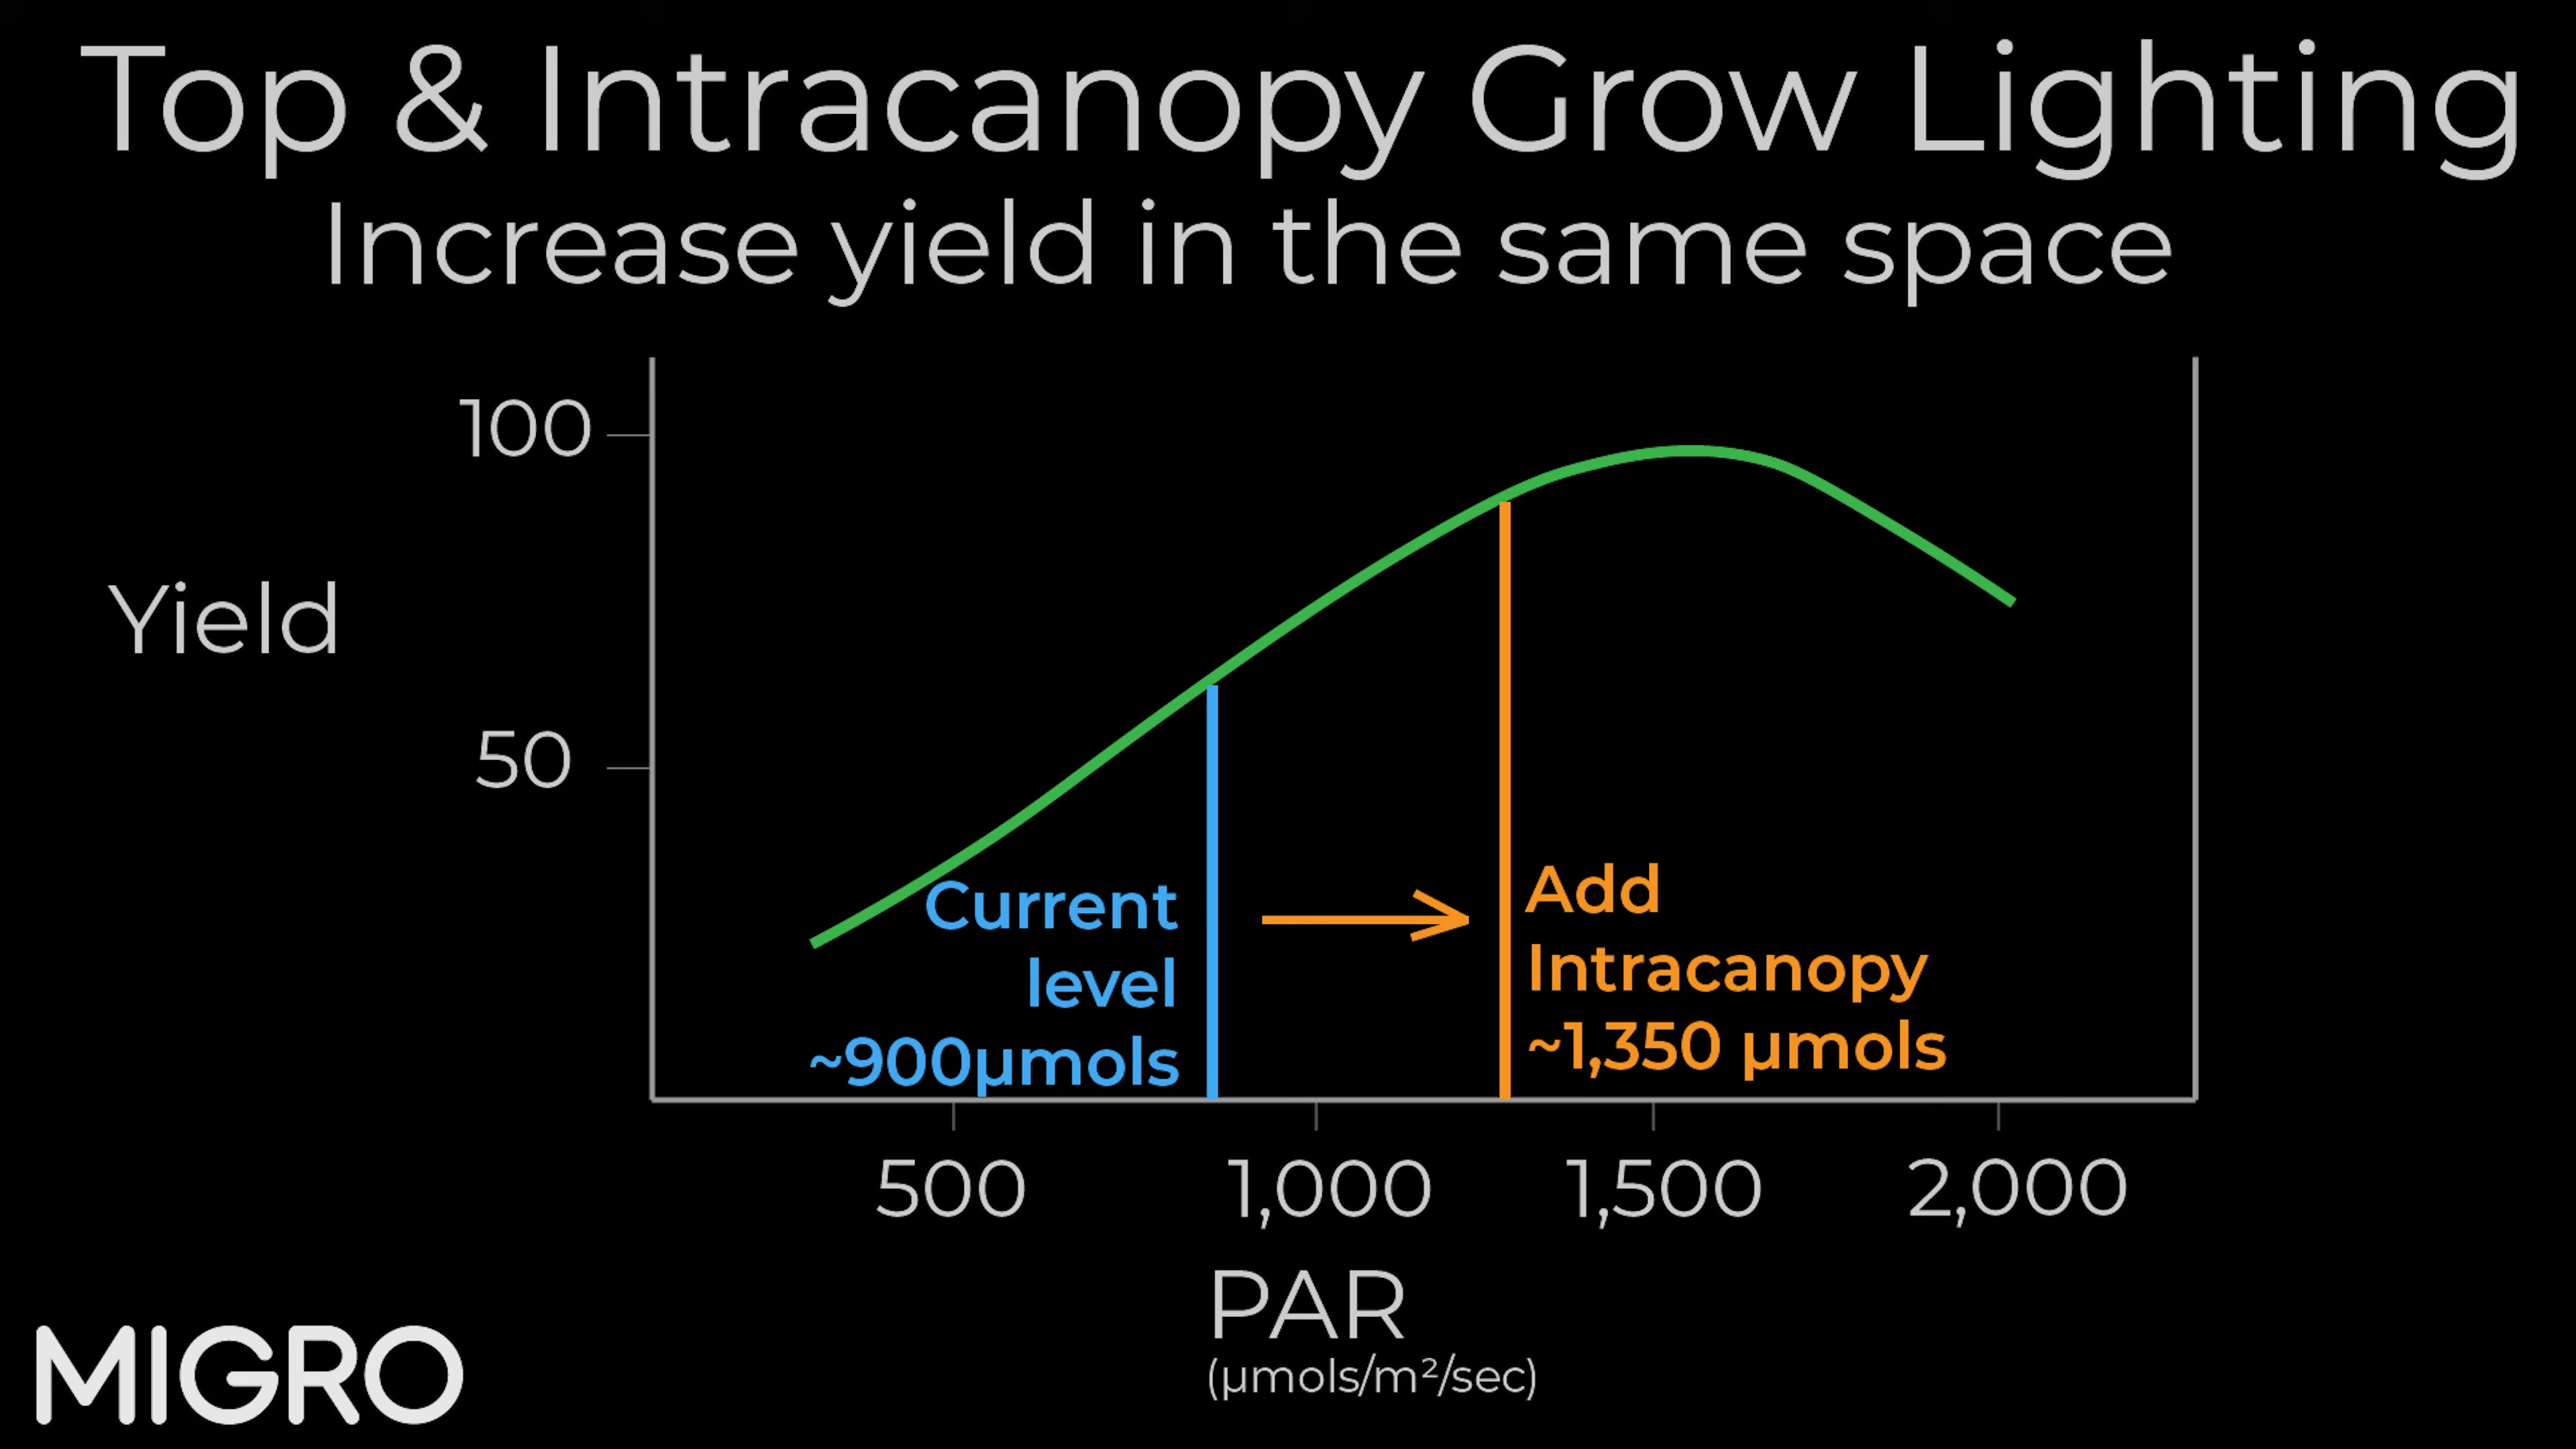 Top & Intracanopy Grow Lighting
Increase yield in the same space
100
Yield
50
Current
level
~900µmols
Add
Intracanopy
~1,350 µmols
500 1,000 1,500 2,000
PAR
(µmols/m²/sec)
MIGRO